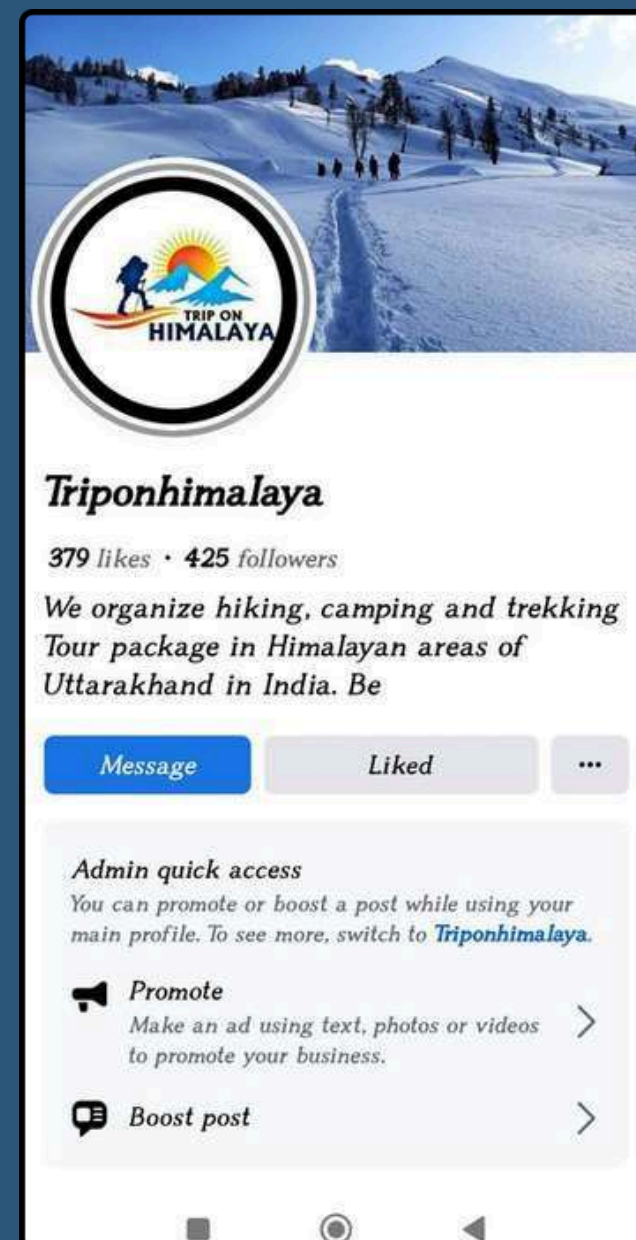 TRIP ON
HIMALAYA
Triponhimalaya
379 likes · 425 followers
We organize hiking, camping and trekking
Tour package in Himalayan areas of
Uttarakhand in India. Be
Message
Liked
Admin quick access
You can promote or boost a post while using your
main profile. To see more, switch to Triponhimalaya.
Promote
Make an ad using text, photos or videos
to promote your business.
Boost post